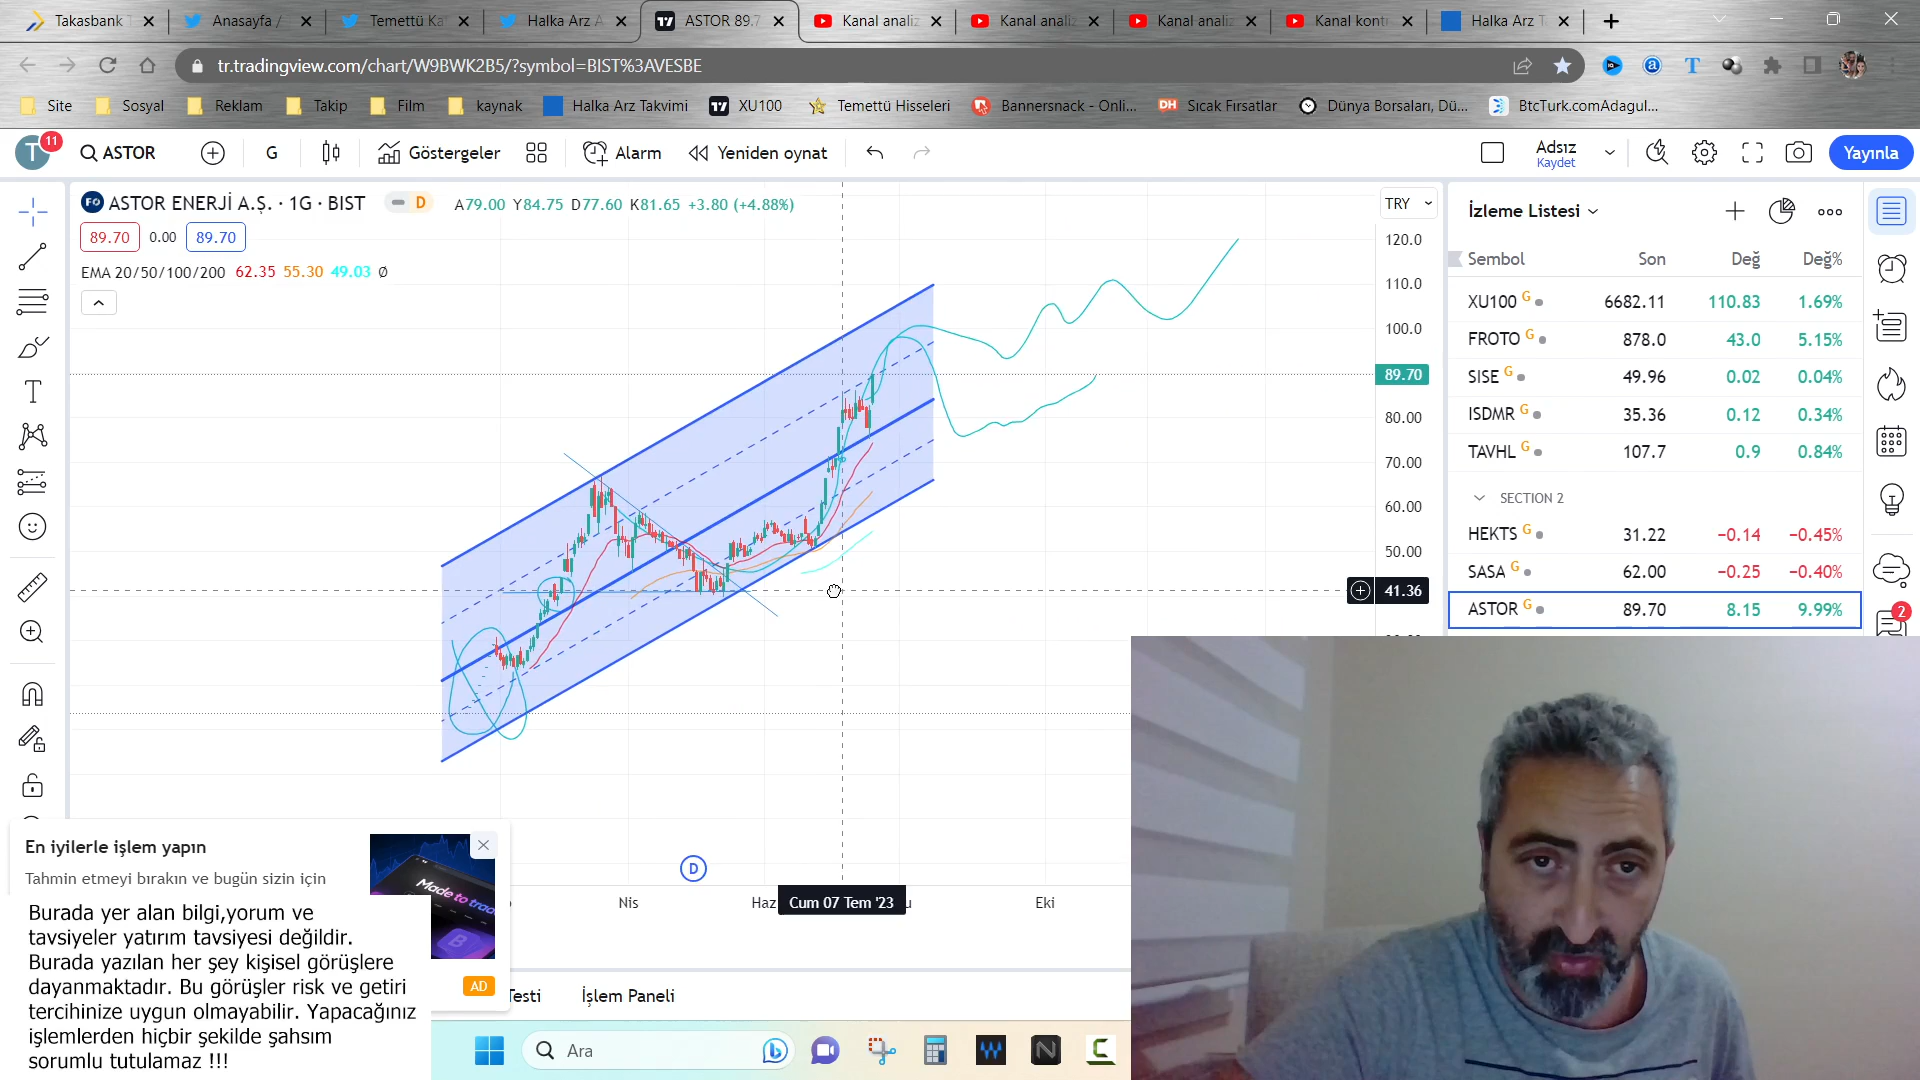 Takasbank T
Anasayfa /
Temettü Ka
Halka Arz A
ASTOR 89.7
Kanal analiz
Kanal analiz
Kanal analiz
Kanal kont
Halka Arz T
tr.tradingview.com/chart/W9BWK2B5/?symbol=BIST%3AVESBE
Site
Sosyal
Reklam
Takip
Film
kaynak
Halka Arz Takvimi
XU100
Temettü Hisseleri
Bannersnack - Onli...
Sıcak Fırsatlar
Dünya Borsaları, Dü...
BtcTurk.comAdagul...
T
11
ASTOR
G
Göstergeler
Alarm
Yeniden oynat
Adsız
Kaydet
Yayınla
ASTOR ENERJİ A.Ş. · 1G · BIST
D
A79.00 Y84.75 D77.60 K81.65 +3.80 (+4.88%)
TRY
89.70 0.00 89.70
EMA 20/50/100/200 62.35 55.30 49.03 Ø
120.0
110.0
100.0
89.70
80.00
70.00
60.00
50.00
41.36
İzleme Listesi
Sembol Son Değ Değ%
XU100 G 6682.11 110.83 1.69%
FROTO G 878.0 43.0 5.15%
SISE G 49.96 0.02 0.04%
ISDMR G 35.36 0.12 0.34%
TAVHL G 107.7 0.9 0.84%
SECTION 2
HEKTS G 31.22 −0.14 −0.45%
SASA G 62.00 −0.25 −0.40%
ASTOR G 89.70 8.15 9.99%
2
D
Nis
Haz
Cum 07 Tem '23
Eki
En iyilerle işlem yapın
Tahmin etmeyi bırakın ve bugün sizin için
Made to trad
AD
Burada yer alan bilgi,yorum ve
tavsiyeler yatırım tavsiyesi değildir.
Burada yazılan her şey kişisel görüşlere
dayanmaktadır. Bu görüşler risk ve getiri
tercihinize uygun olmayabilir. Yapacağınız
işlemlerden hiçbir şekilde şahsım
sorumlu tutulamaz !!!
Testi
İşlem Paneli
Ara